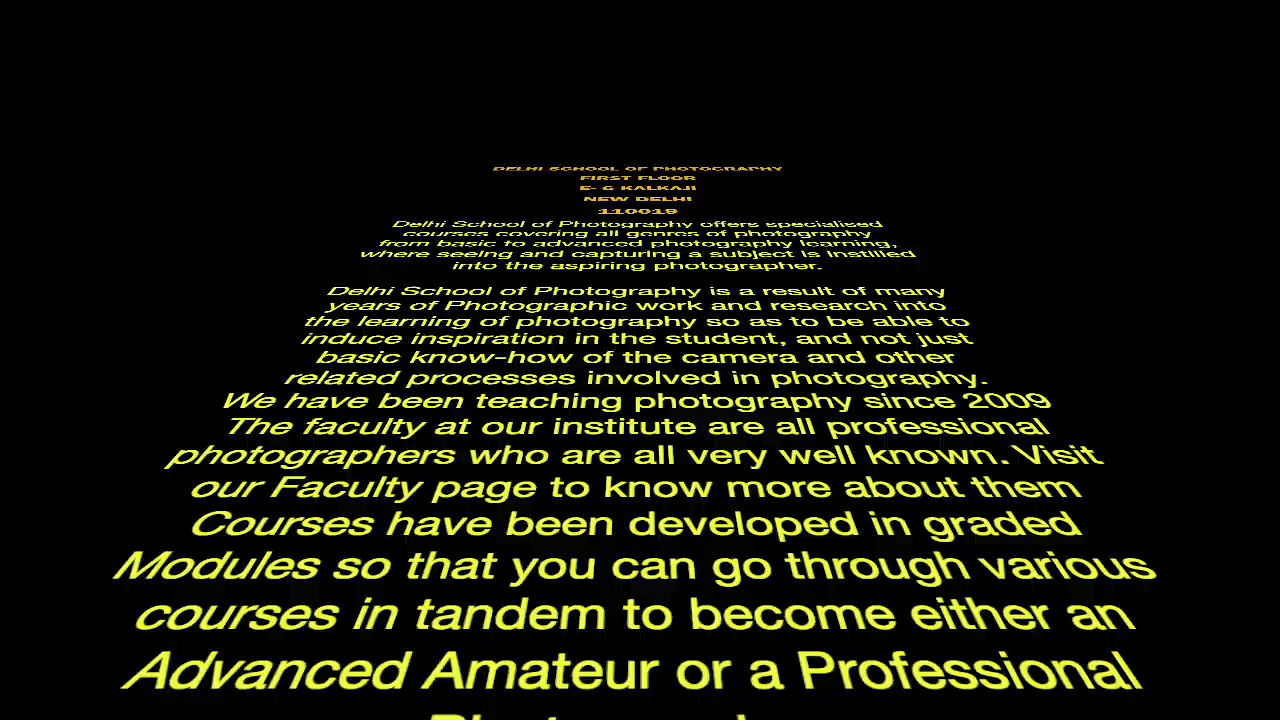 DELHI SCHOOL OF PHOTOGRAPHY
FIRST FLOOR
E- G KALKAJI
NEW DELHI
110019
Delhi School of Photography offers specialised
courses covering all genres of photography
from basic to advanced photography learning,
where seeing and capturing a subject is instilled
into the aspiring photographer.
Delhi School of Photography is a result of many
years of Photographic work and research into
the learning of photography so as to be able to
induce inspiration in the student, and not just
basic know-how of the camera and other
related processes involved in photography.
We have been teaching photography since 2009
The faculty at our institute are all professional
photographers who are all very well known. Visit
our Faculty page to know more about them
Courses have been developed in graded
Modules so that you can go through various
courses in tandem to become either an
Advanced Amateur or a Professional